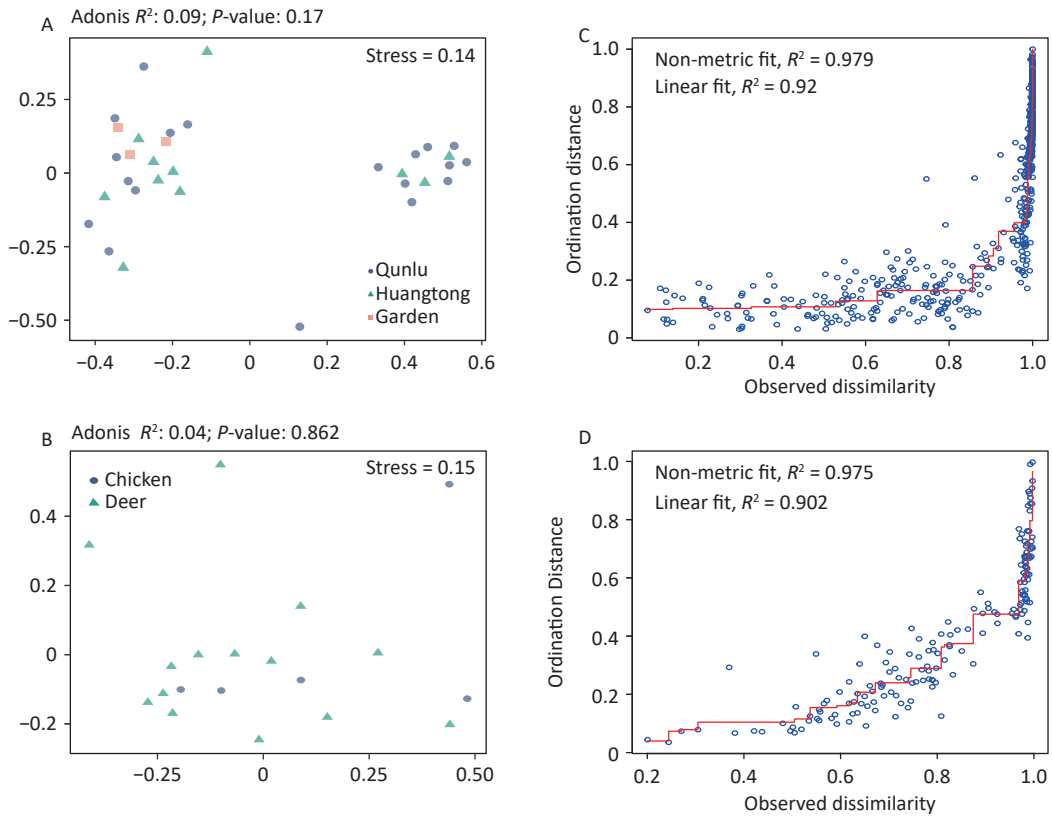 A
Adonis R²: 0.09; P-value: 0.17
Stress = 0.14
0.25
0
−0.25
−0.50
Qunlu
Huangtong
Garden
−0.4
−0.2
0
0.2
0.4
0.6
C
Non-metric fit, R² = 0.979
Linear fit, R² = 0.92
Ordination distance
1.0
0.8
0.6
0.4
0.2
0
0.2
0.4
0.6
0.8
1.0
Observed dissimilarity
B
Adonis R²: 0.04; P-value: 0.862
Stress = 0.15
Chicken
Deer
0.4
0.2
0
−0.2
−0.25
0
0.25
0.50
D
Non-metric fit, R² = 0.975
Linear fit, R² = 0.902
Ordination Distance
1.0
0.8
0.6
0.4
0.2
0
0.2
0.4
0.6
0.8
1.0
Observed dissimilarity